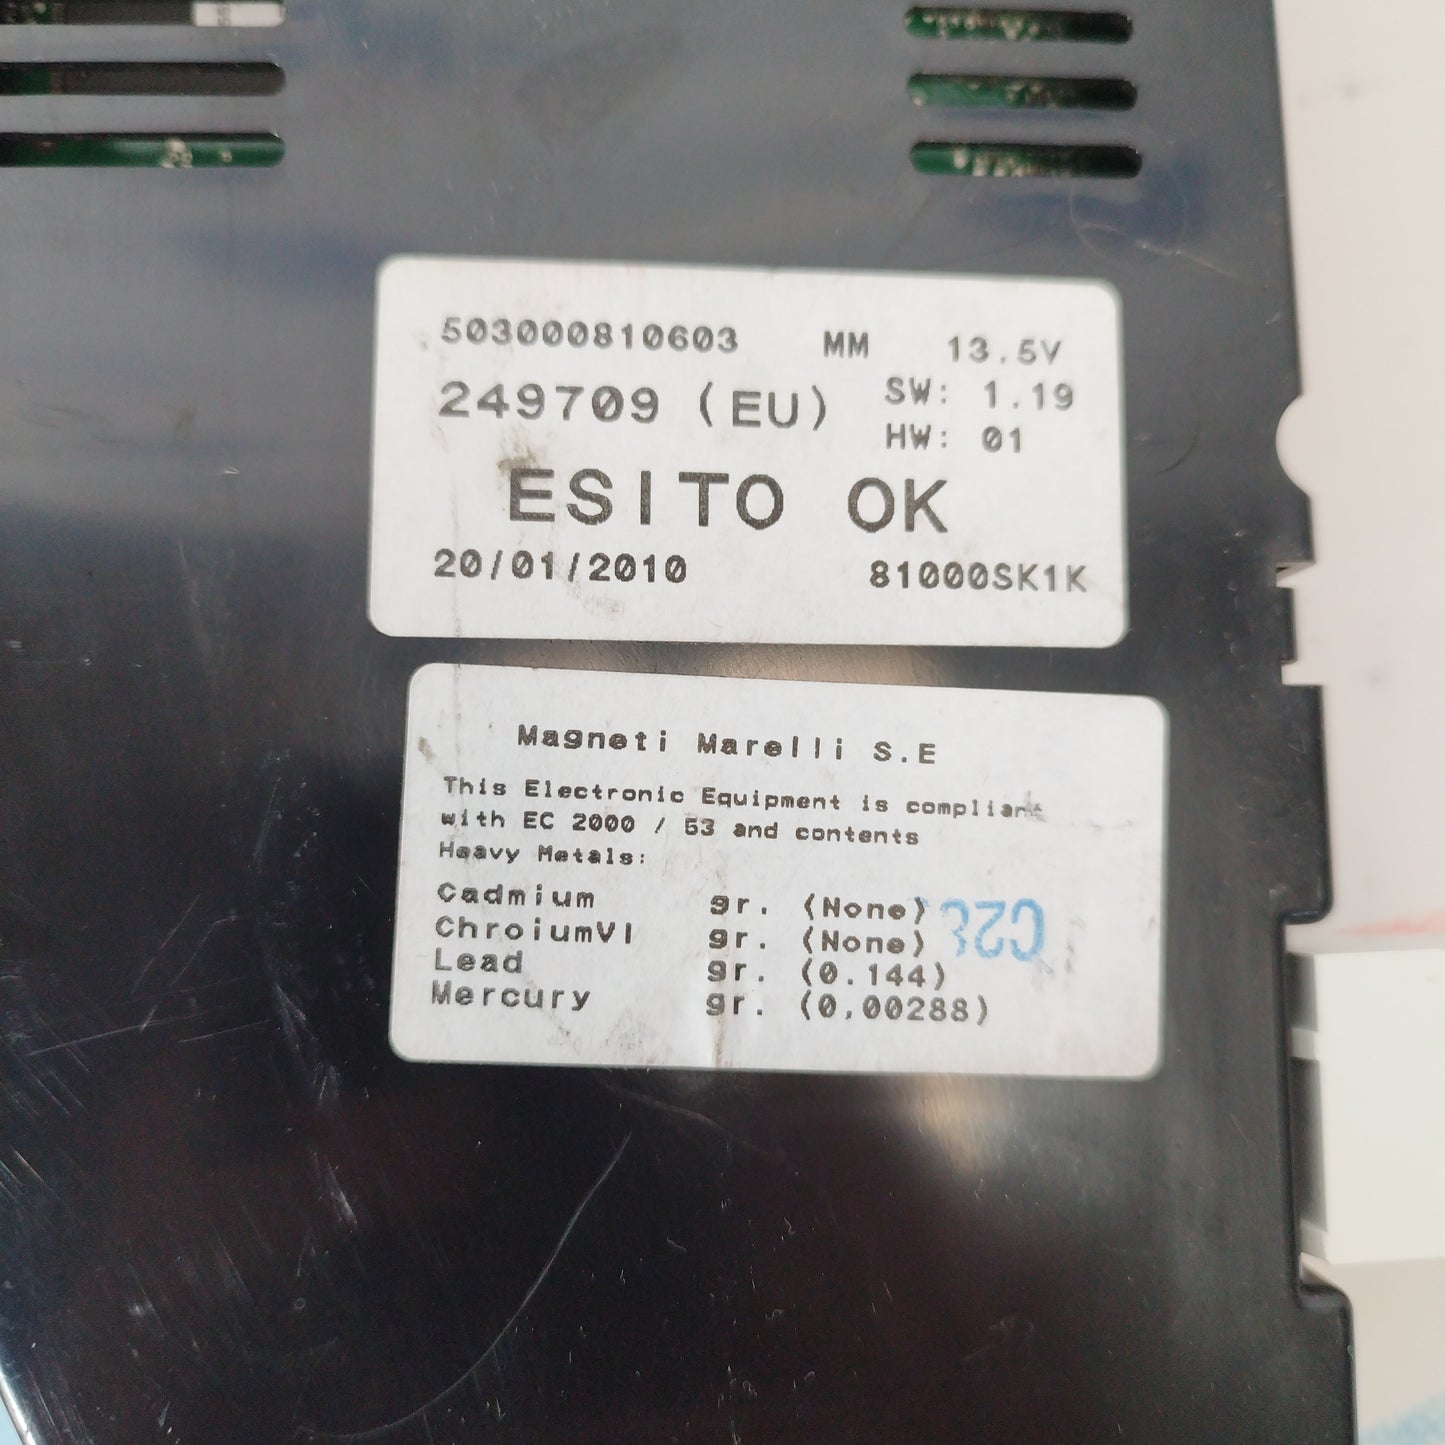 503000810603 MM 13.5V
249709 (EU) SW: 1.19
HW: 01
ESITO OK
20/01/2010 81000SK1K
Magneti Marelli S.E
This Electronic Equipment is compliant
with EC 2000 / 53 and contents
Heavy Metals:
Cadmium gr. (None)
ChroiumVI gr. (None)
Lead gr. (0.144)
Mercury gr. (0,00288)